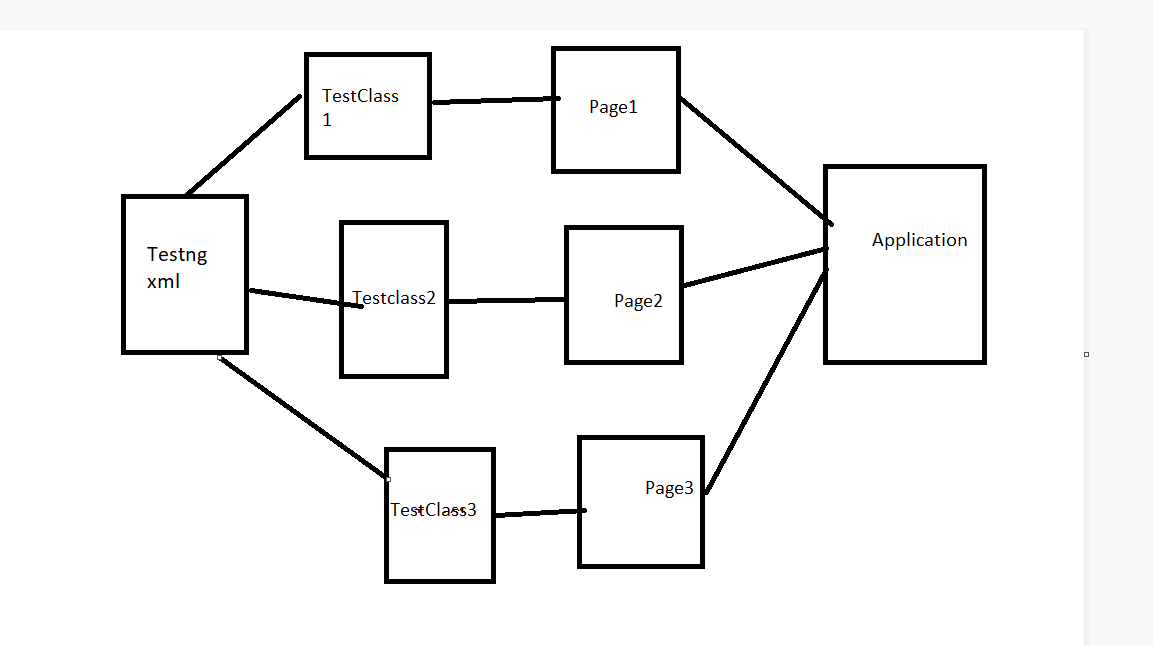 TestClass
1
Page1
Testng
xml
Application
Testclass2
Page2
TestClass3
Page3